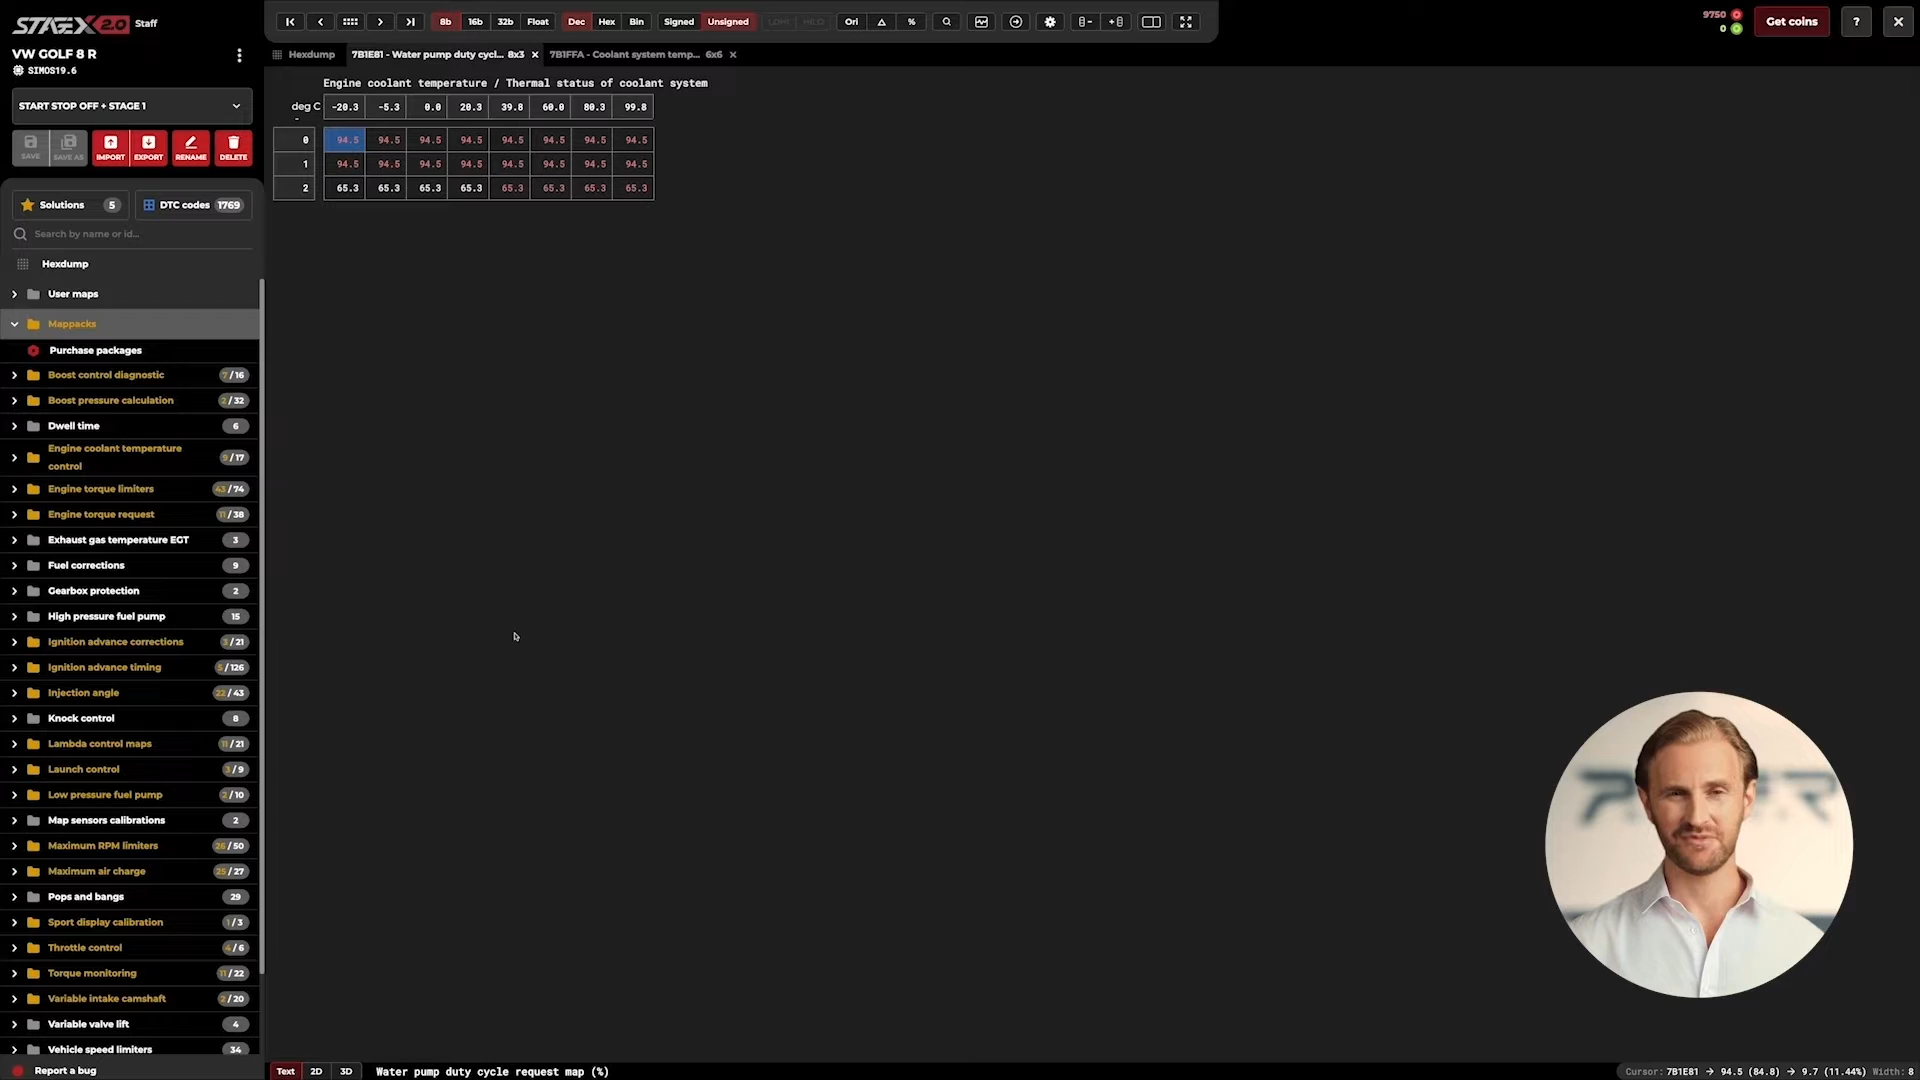 STAGEX 2.0 Staff
VW GOLF 8 R
SIMOS19.6
START STOP OFF + STAGE 1
SAVE SAVE AS IMPORT EXPORT RENAME DELETE
Solutions 5 DTC codes 1769
Search by name or id...
Hexdump
User maps
Mappacks
Purchase packages
Boost control diagnostic 7/16
Boost pressure calculation 2/32
Dwell time 6
Engine coolant temperature control 9/17
Engine torque limiters 43/74
Engine torque request 11/38
Exhaust gas temperature EGT 3
Fuel corrections 9
Gearbox protection 2
High pressure fuel pump 15
Ignition advance corrections 3/21
Ignition advance timing 5/126
Injection angle 22/43
Knock control 8
Lambda control maps 11/21
Launch control 3/9
Low pressure fuel pump 2/10
Map sensors calibrations 2
Maximum RPM limiters 26/50
Maximum air charge 25/27
Pops and bangs 29
Sport display calibration 1/3
Throttle control 4/6
Torque monitoring 11/22
Variable intake camshaft 2/20
Variable valve lift 4
Vehicle speed limiters 34
Report a bug
8b 16b 32b Float Dec Hex Bin Signed Unsigned LOHI HILO Ori Δ %
9750
0
Get coins ?
Hexdump 7B1E81 - Water pump duty cycl... 8x3 7B1FFA - Coolant system temp... 6x6
Engine coolant temperature / Thermal status of coolant system
deg C -20.3 -5.3 0.0 20.3 39.8 60.0 80.3 99.8
-
0 94.5 94.5 94.5 94.5 94.5 94.5 94.5 94.5
1 94.5 94.5 94.5 94.5 94.5 94.5 94.5 94.5
2 65.3 65.3 65.3 65.3 65.3 65.3 65.3 65.3
Text 2D 3D Water pump duty cycle request map (%)
Cursor: 7B1E81 → 94.5 (84.8) → 9.7 (11.44%) Width: 8